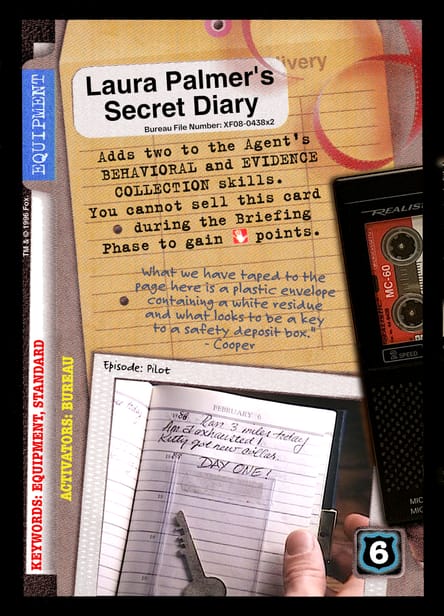 livery
Laura Palmer's
Secret Diary
Bureau File Number: XF08-0438x2
EQUIPMENT
TM & © 1996 Fox.
KEYWORDS: EQUIPMENT, STANDARD
ACTIVATORS: BUREAU
Adds two to the Agent's
BEHAVIORAL and EVIDENCE
COLLECTION skills.
You cannot sell this card
during the Briefing
Phase to gain points.
What we have taped to the
page here is a plastic envelope
containing a white residue
and what looks to be a key
to a safety deposit box."
- Cooper
REALIS
MC-60
2 SPEED
MIC
MIC
Episode: Pilot
FEBRUARY
Ran 3 miles today
exhausted!
Kitty got new collar.
DAY ONE!
6